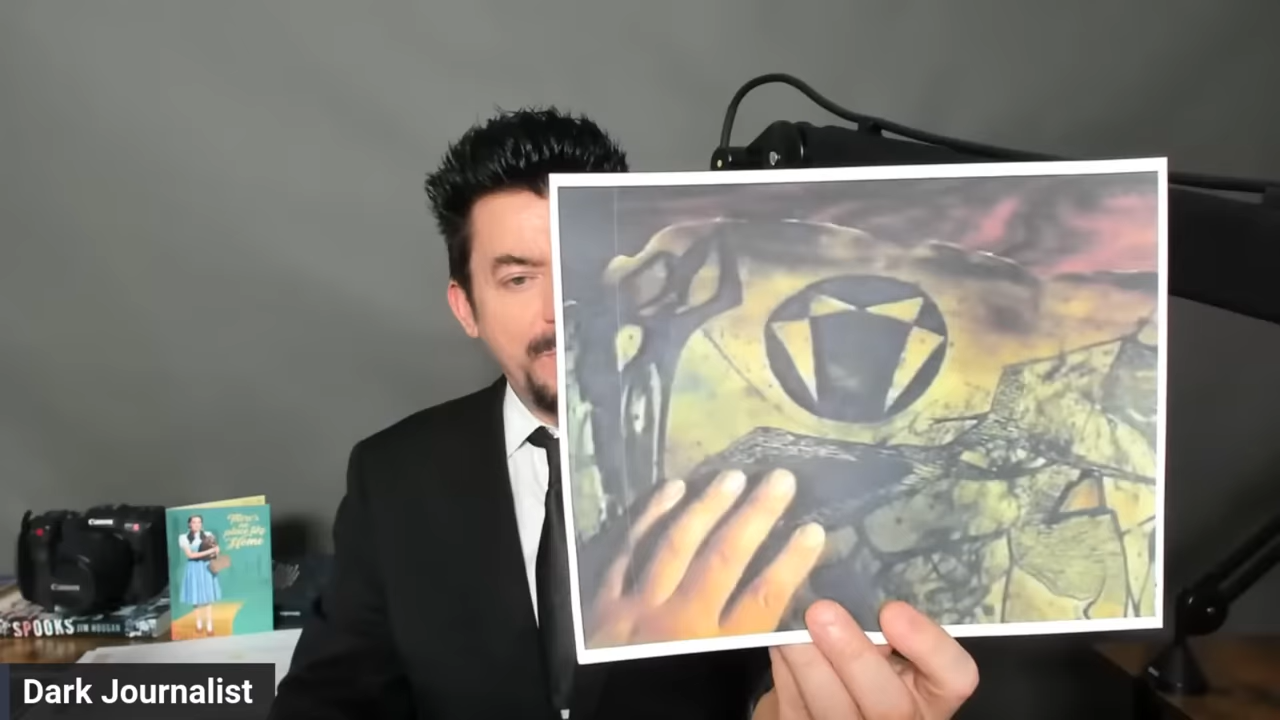 Canon
Canon
There's
no
place like
Home
SPOOKS JIM HOUGAN
Dark Journalist